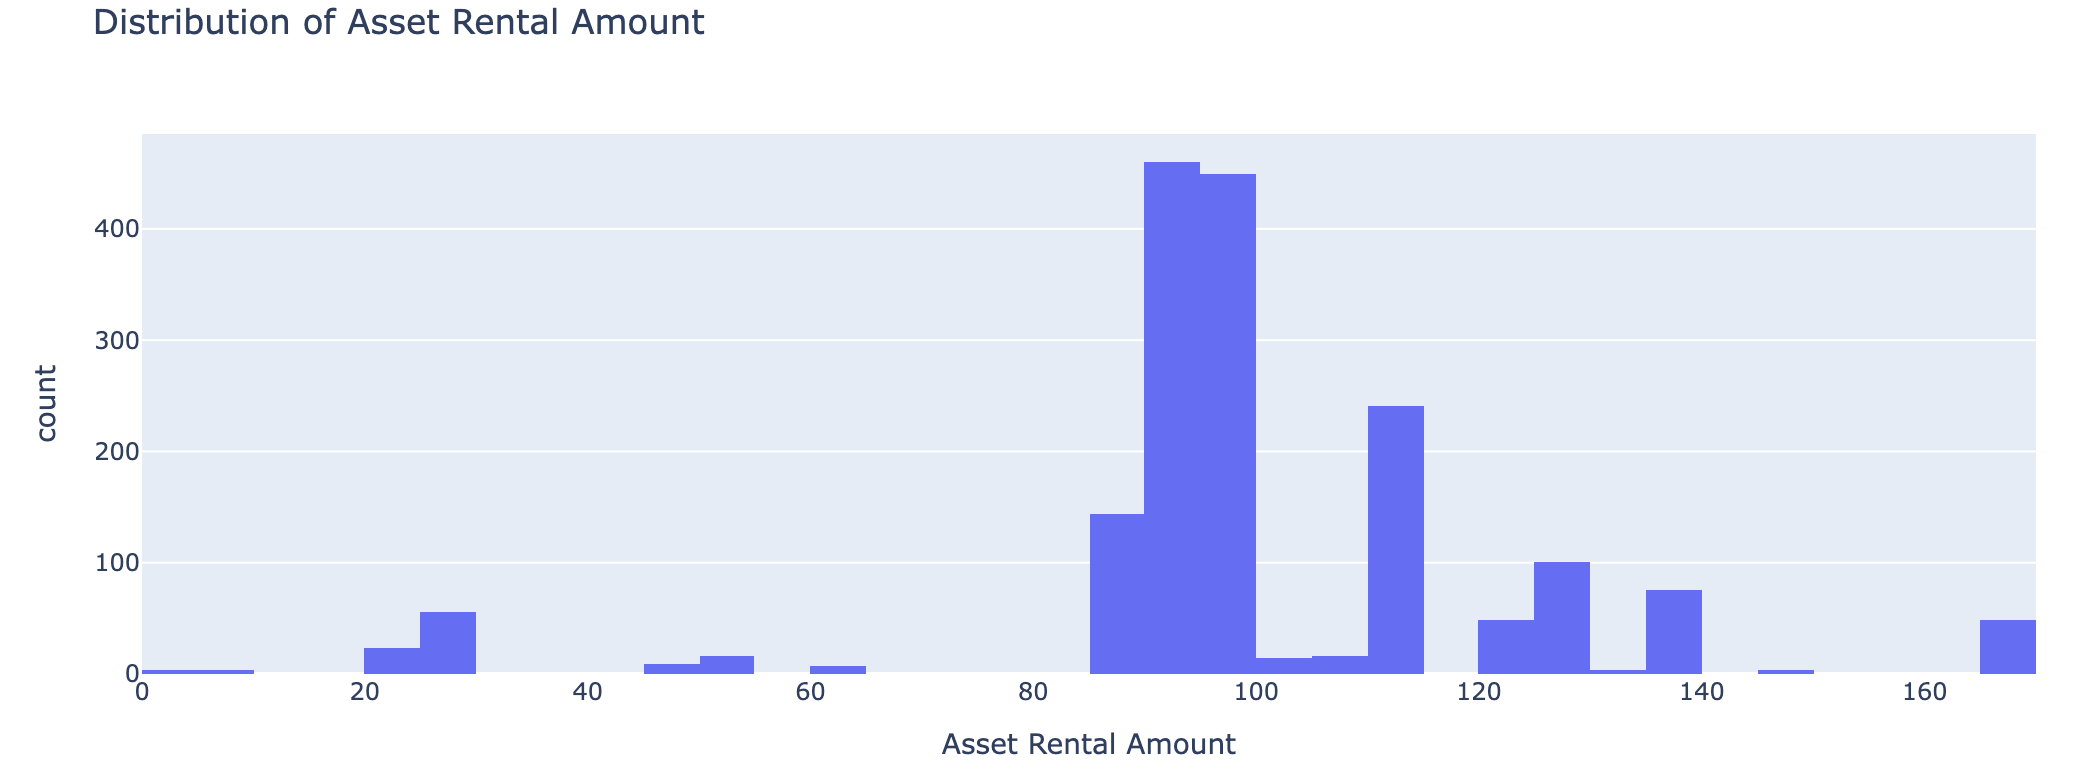 Distribution of Asset Rental Amount
400
300
200
100
0
count
0 20 40 60 80 100 120 140 160
Asset Rental Amount